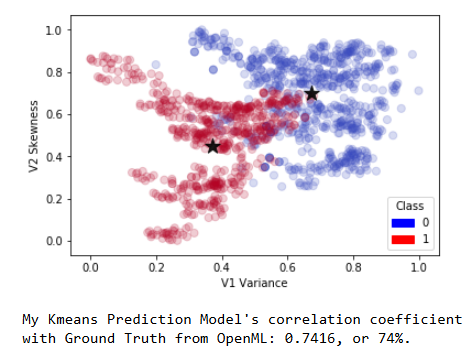 1.0
0.8
0.6
0.4
0.2
0.0
V2 Skewness
0.0 0.2 0.4 0.6 0.8 1.0
V1 Variance
Class
0
1
My Kmeans Prediction Model's correlation coefficient
with Ground Truth from OpenML: 0.7416, or 74%.